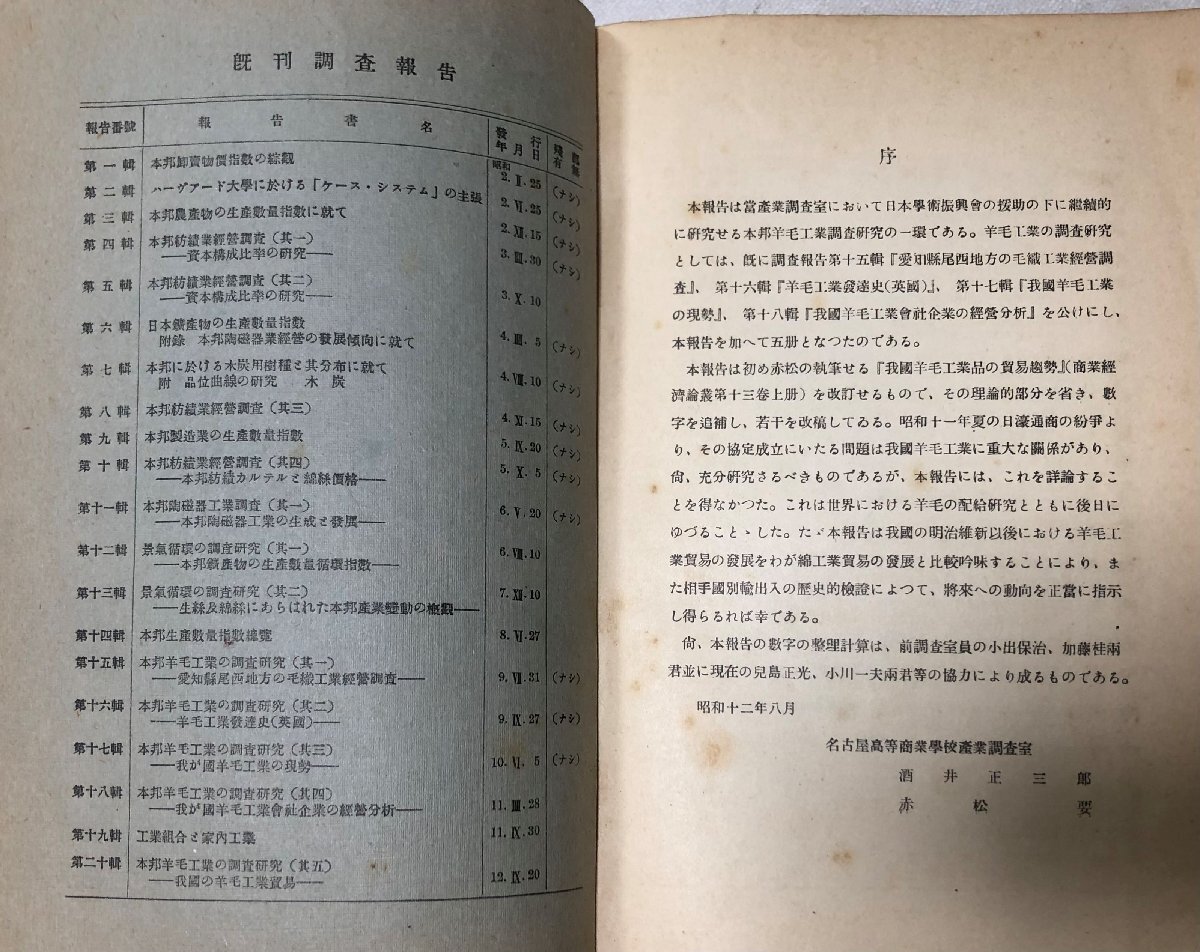 既刊調査報告
報告番號 報告書名 發行年月日 殘部有無
昭和
第一輯 本邦卸賣物價指數の綜觀 2. II. 25 (ナシ)
第二輯 ハーヴアード大學に於ける「ケース・システム」の主張 2. VI. 25 (ナシ)
第三輯 本邦農產物の生產數量指數に就て 2. XII. 15 (ナシ)
第四輯 本邦紡績業經營調査(其一) 3. III. 30 (ナシ)
——資本構成比率の硏究——
第五輯 本邦紡績業經營調査(其二) 3. X. 10
——資本構成比率の硏究——
第六輯 日本鑛產物の生產數量指數 4. III. 5 (ナシ)
附錄 本邦陶磁器業經營の發展傾向に就て
第七輯 本邦に於ける木炭用樹種と其分布に就て 4. VIII. 10 (ナシ)
附 品位曲線の硏究 木炭
第八輯 本邦紡績業經營調査(其三) 4. XI. 15 (ナシ)
第九輯 本邦製造業の生產數量指數 5. IX. 20 (ナシ)
第十輯 本邦紡績業經營調査(其四) 5. X. 5 (ナシ)
——本邦紡績カルテルと綿絲價格——
第十一輯 本邦陶磁器工業調査(其一) 6. V. 20 (ナシ)
——本邦陶磁器工業の生成と發展——
第十二輯 景氣循環の調査硏究(其一) 6. VIII. 10
——本邦鑛產物の生產數量循環指數——
第十三輯 景氣循環の調査硏究(其二) 7. XII. 10
——生絲及綿絲にあらはれた本邦產業變動の槪觀——
第十四輯 本邦生產數量指數總覽 8. VI. 27
第十五輯 本邦羊毛工業の調査硏究(其一) 9. VI. 31 (ナシ)
——愛知縣尾西地方の毛織工業經營調査——
第十六輯 本邦羊毛工業の調査硏究(其二) 9. IX. 27 (ナシ)
——羊毛工業發達史(英國)——
第十七輯 本邦羊毛工業の調査硏究(其三) 10. VI. 5 (ナシ)
——我が國羊毛工業の現勢——
第十八輯 本邦羊毛工業の調査硏究(其四) 11. III. 28
——我が國羊毛工業會社企業の經營分析——
第十九輯 工業組合と家內工業 11. IX. 30
第二十輯 本邦羊毛工業の調査硏究(其五) 12. IX. 20
——我國の羊毛工業貿易——
序
本報告は當產業調査室において日本學術振興會の援助の下に繼續的
に硏究せる本邦羊毛工業調査硏究の一環である。羊毛工業の調査硏究
としては、既に調査報告第十五輯『愛知縣尾西地方の毛織工業經營調
査』、第十六輯『羊毛工業發達史(英國)』、第十七輯『我國羊毛工業
の現勢』、第十八輯『我國羊毛工業會社企業の經營分析』を公けにし、
本報告を加へて五册となつたのである。
本報告は初め赤松の執筆せる『我國羊毛工業品の貿易趨勢』(商業經
濟論叢第十三卷上册)を改訂せるもので、その理論的部分を省き、數
字を追補し、若干を改稿してゐる。昭和十一年夏の日濠通商の紛爭よ
り、その協定成立にいたる問題は我國羊毛工業に重大な關係があり、
尙、充分硏究さるべきものであるが、本報告には、これを詳論するこ
とを得なかつた。これは世界における羊毛の配給硏究とともに後日に
ゆづることゝした。たゞ本報告は我國の明治維新以後における羊毛工
業貿易の發展をわが綿工業貿易の發展と比較吟味することにより、ま
た相手國別輸出入の歷史的檢證によつて、將來への動向を正當に指示
し得らるれば幸である。
尙、本報告の數字の整理計算は、前調査室員の小出保治、加藤桂兩
君並に現在の兒島正光、小川一夫兩君等の協力により成るものである。
昭和十二年八月
名古屋高等商業學校產業調査室
酒井正三郎
赤松要